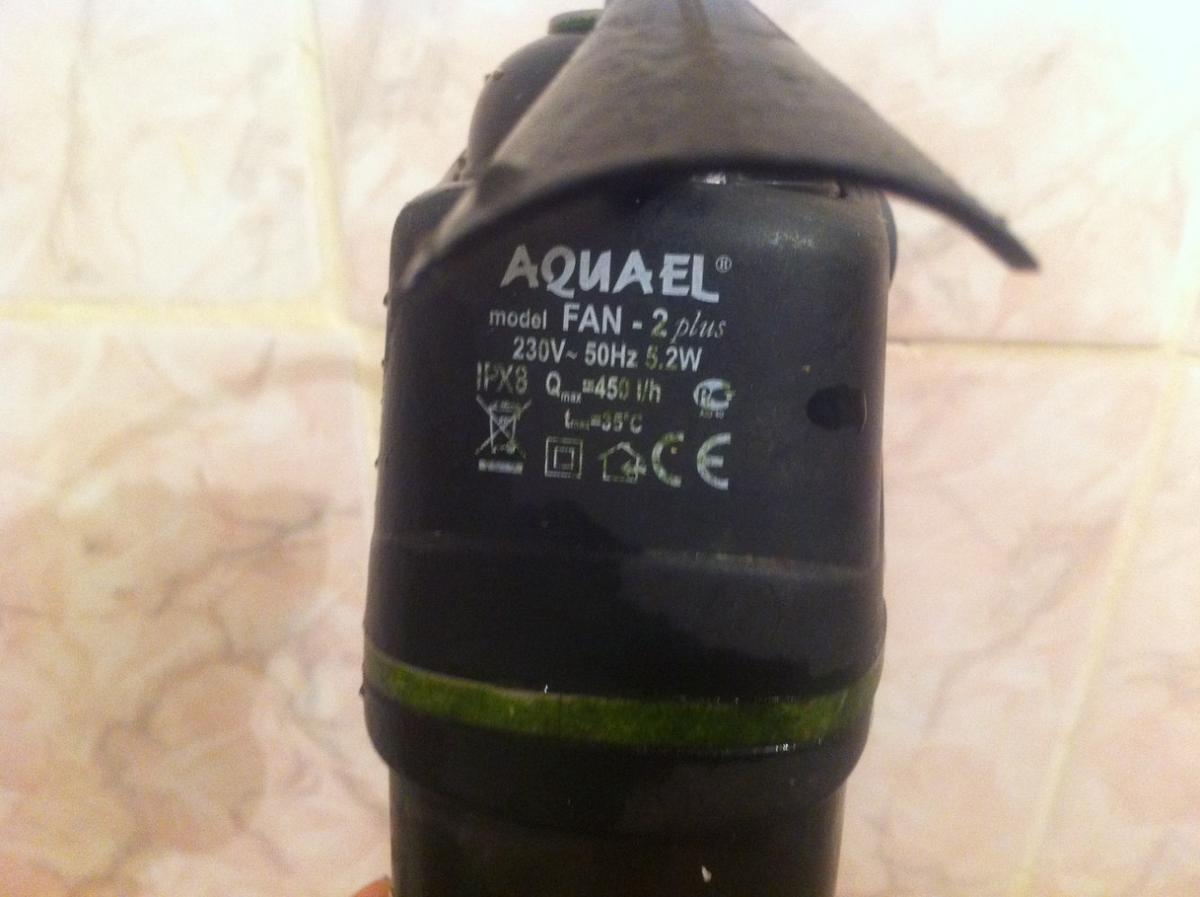 AQUAEL®
model FAN - 2 plus
230V~ 50Hz 5.2W
IPX8 Qmax=450 l/h
tmax=35°C
CE